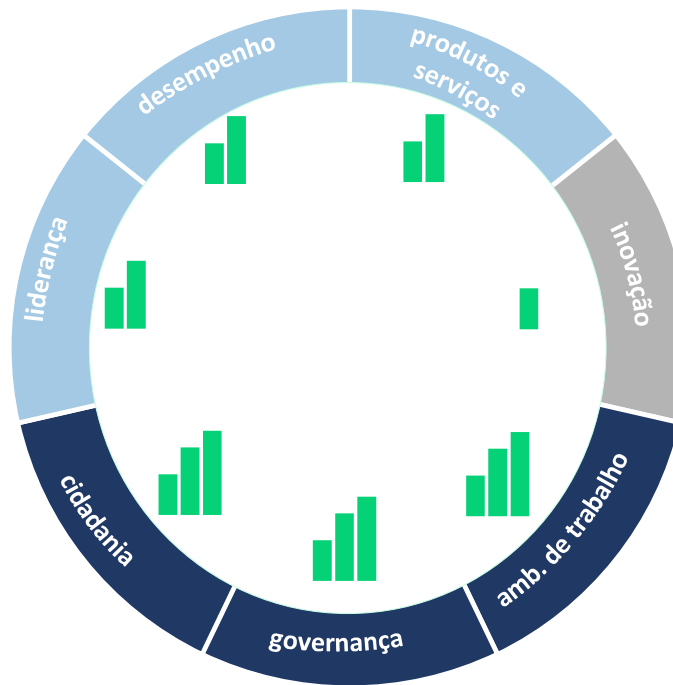 desempenho
produtos e
serviços
liderança
inovação
cidadania
amb. de trabalho
governança